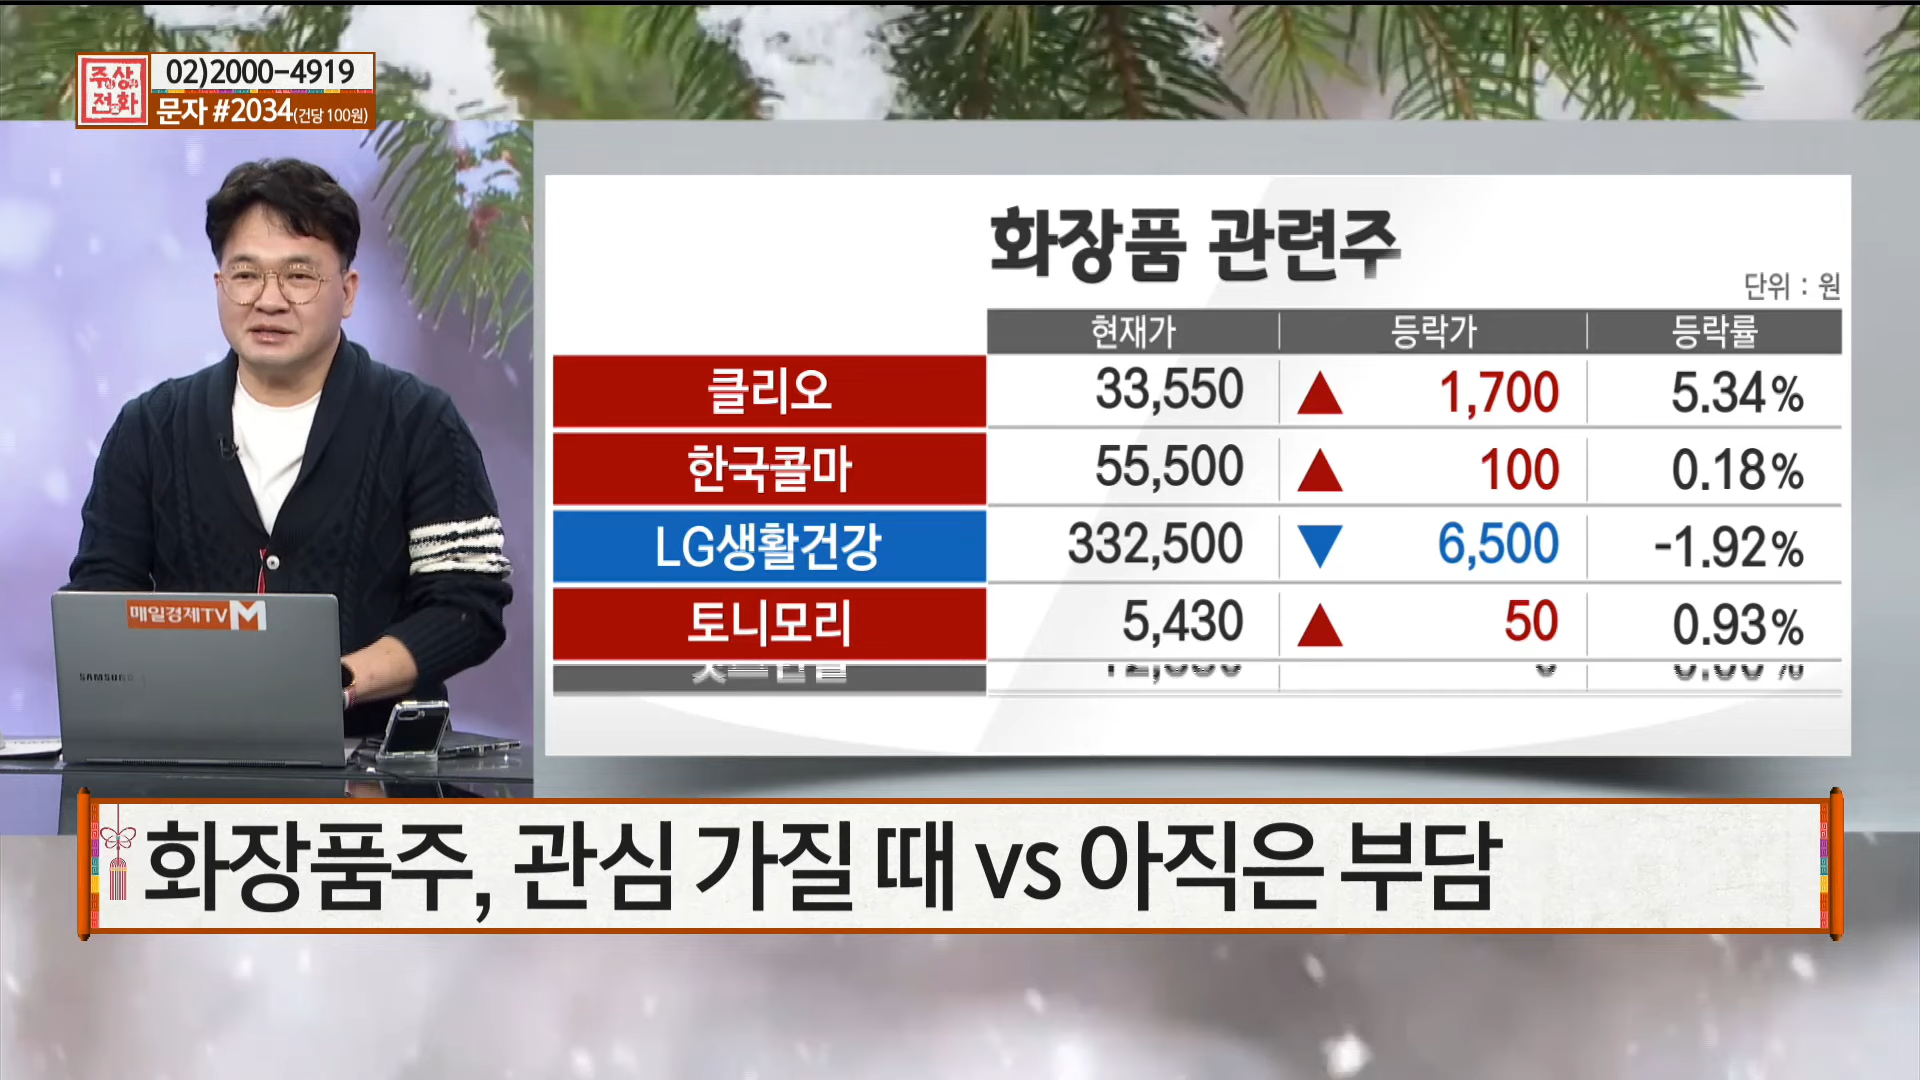 주상전화
02)2000-4919
문자 #2034(건당 100원)
화장품 관련주
단위 : 원
현재가 등락가 등락률
클리오 33,550 ▲ 1,700 5.34%
한국콜마 55,500 ▲ 100 0.18%
LG생활건강 332,500 ▼ 6,500 -1.92%
토니모리 5,430 ▲ 50 0.93%
매일경제TV M
SAMSUNG
화장품주, 관심 가질 때 vs 아직은 부담